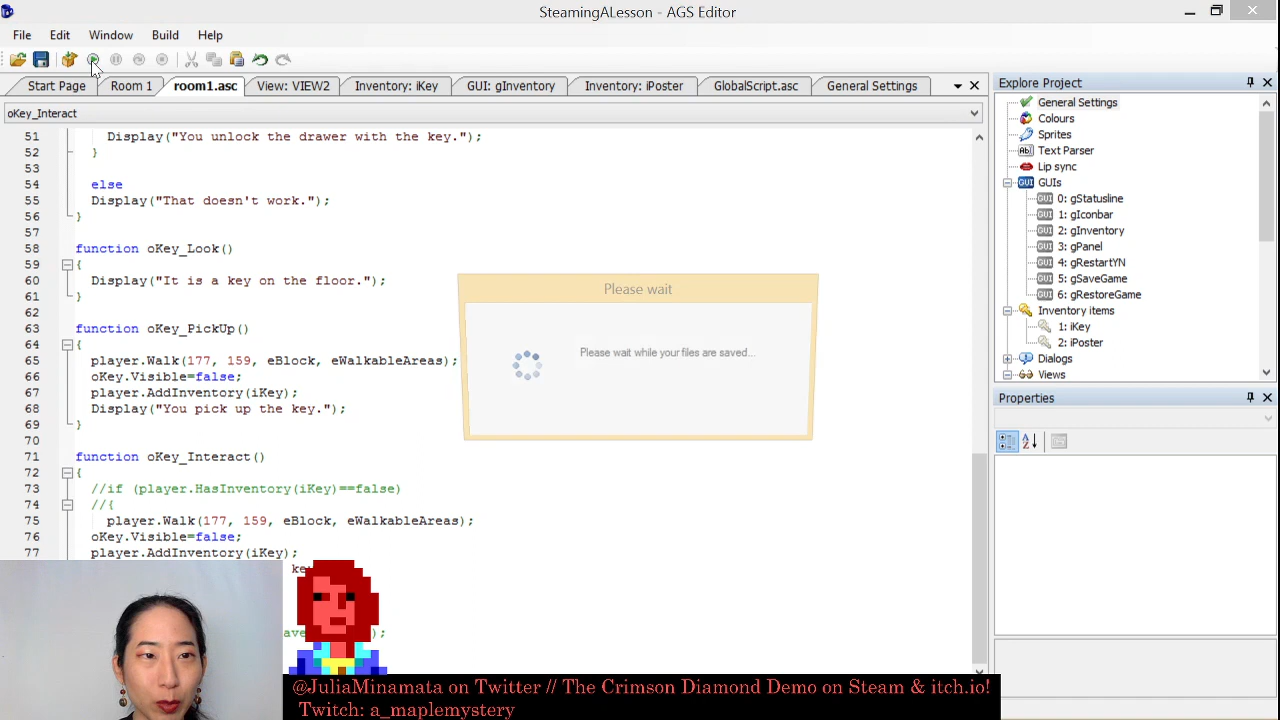 SteamingALesson - AGS Editor
File Edit Window Build Help
Start Page Room 1 room1.asc View: VIEW2 Inventory: iKey GUI: gInventory Inventory: iPoster GlobalScript.asc General Settings
oKey_Interact
51 Display("You unlock the drawer with the key.");
52 }
53
54 else
55 Display("That doesn't work.");
56 }
57
58 function oKey_Look()
59 {
60 Display("It is a key on the floor.");
61 }
62
63 function oKey_PickUp()
64 {
65 player.Walk(177, 159, eBlock, eWalkableAreas);
66 oKey.Visible=false;
67 player.AddInventory(iKey);
68 Display("You pick up the key.");
69 }
70
71 function oKey_Interact()
72 {
73 //if (player.HasInventory(iKey)==false)
74 //{
75 player.Walk(177, 159, eBlock, eWalkableAreas);
76 oKey.Visible=false;
77 player.AddInventory(iKey);
Please wait
Please wait while your files are saved...
Explore Project
General Settings
Colours
Sprites
Text Parser
Lip sync
GUIs
0: gStatusline
1: gIconbar
2: gInventory
3: gPanel
4: gRestartYN
5: gSaveGame
6: gRestoreGame
Inventory items
1: iKey
2: iPoster
Dialogs
Views
Properties
@JuliaMinamata on Twitter // The Crimson Diamond Demo on Steam & itch.io!
Twitch: a_maplemystery